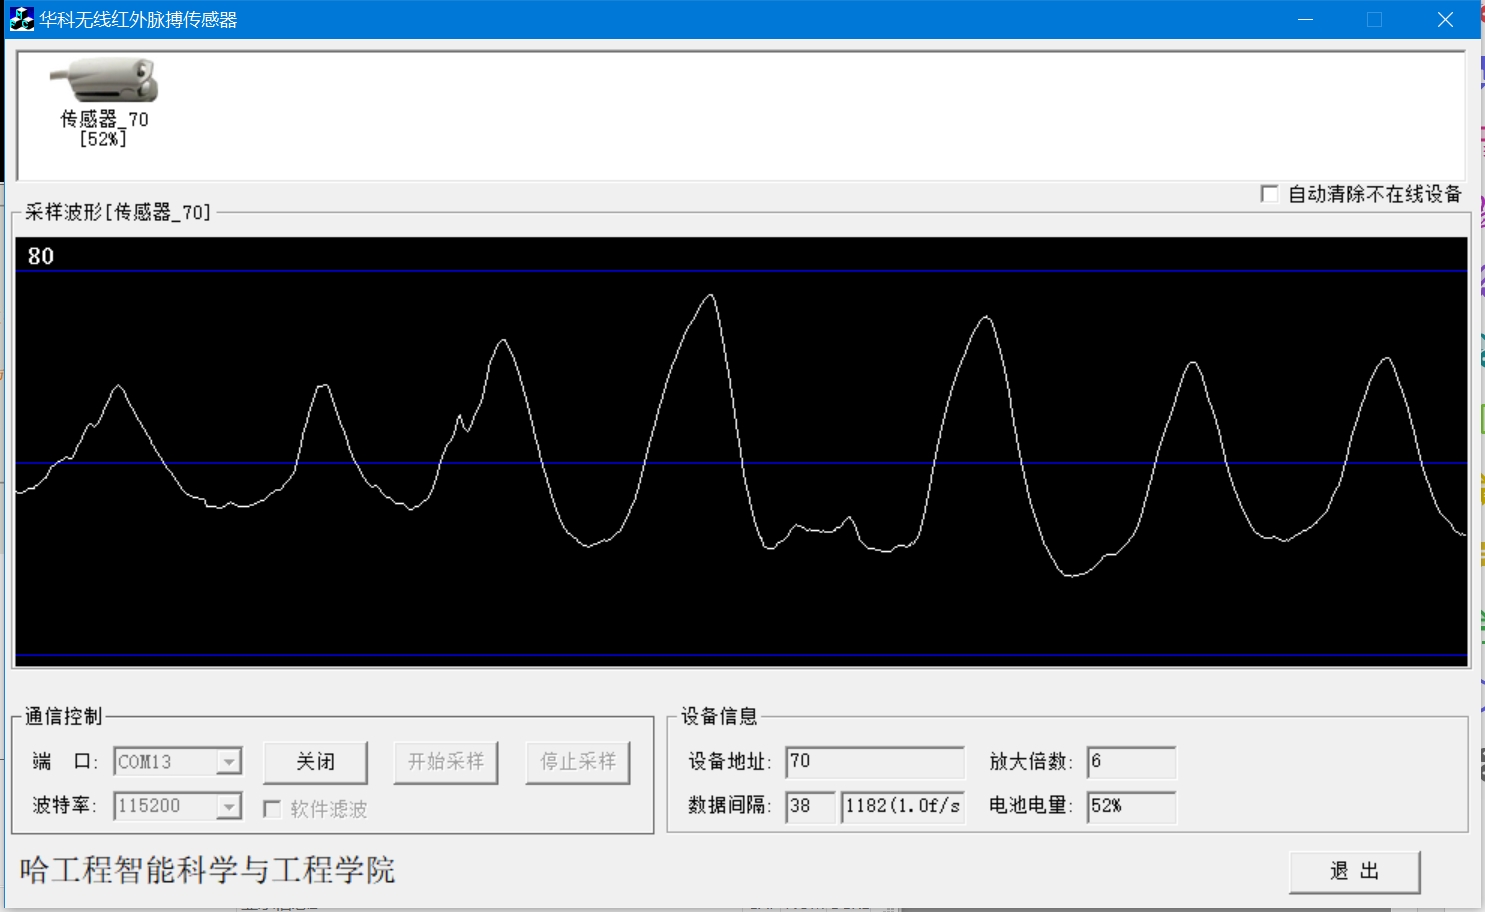 华科无线红外脉搏传感器
传感器_70
[52%]
自动清除不在线设备
采样波形[传感器_70]
80
通信控制
端 口: COM13 关闭 开始采样 停止采样
波特率: 115200 软件滤波
设备信息
设备地址: 70 放大倍数: 6
数据间隔: 38 1182(1.0f/s 电池电量: 52%
哈工程智能科学与工程学院
退 出